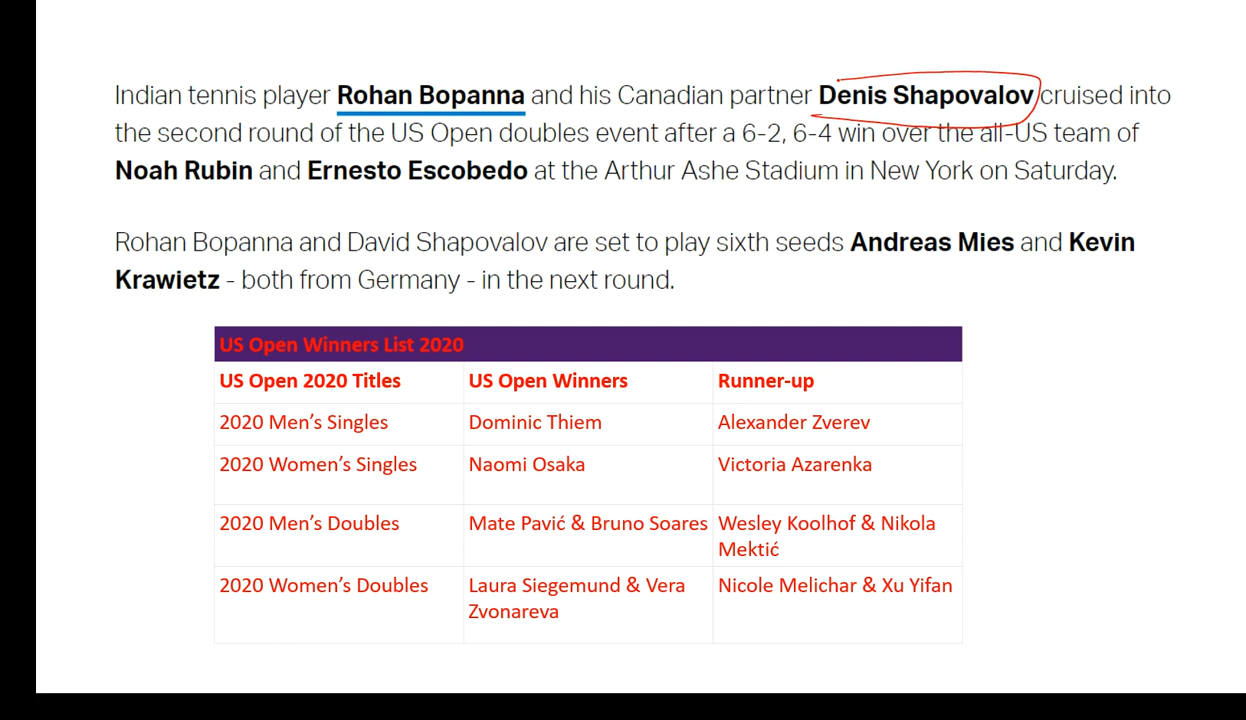 Indian tennis player Rohan Bopanna and his Canadian partner Denis Shapovalov cruised into
the second round of the US Open doubles event after a 6-2, 6-4 win over the all-US team of
Noah Rubin and Ernesto Escobedo at the Arthur Ashe Stadium in New York on Saturday.
Rohan Bopanna and David Shapovalov are set to play sixth seeds Andreas Mies and Kevin
Krawietz - both from Germany - in the next round.
US Open Winners List 2020
US Open 2020 Titles US Open Winners Runner-up
2020 Men’s Singles Dominic Thiem Alexander Zverev
2020 Women’s Singles Naomi Osaka Victoria Azarenka
2020 Men’s Doubles Mate Pavić & Bruno Soares Wesley Koolhof & Nikola
Mektić
2020 Women’s Doubles Laura Siegemund & Vera Nicole Melichar & Xu Yifan
Zvonareva